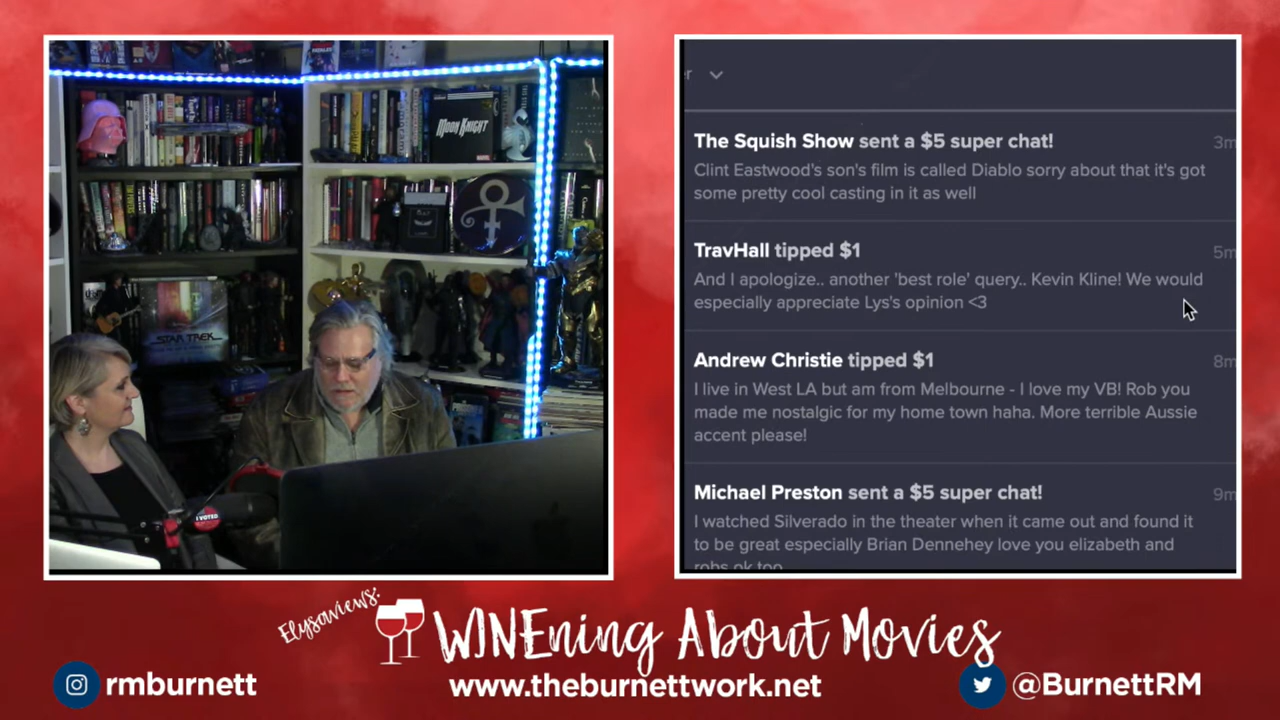 MOON KNIGHT
STAR TREK
I VOTED
r
The Squish Show sent a $5 super chat!
3m
Clint Eastwood's son's film is called Diablo sorry about that it's got
some pretty cool casting in it as well
TravHall tipped $1
5m
And I apologize.. another 'best role' query.. Kevin Kline! We would
especially appreciate Lys's opinion <3
Andrew Christie tipped $1
8m
I live in West LA but am from Melbourne - I love my VB! Rob you
made me nostalgic for my home town haha. More terrible Aussie
accent please!
Michael Preston sent a $5 super chat!
9m
I watched Silverado in the theater when it came out and found it
to be great especially Brian Dennehey love you elizabeth and
robs ok too
Elysaviews:
WINEning About Movies
rmburnett
www.theburnettwork.net
@BurnettRM